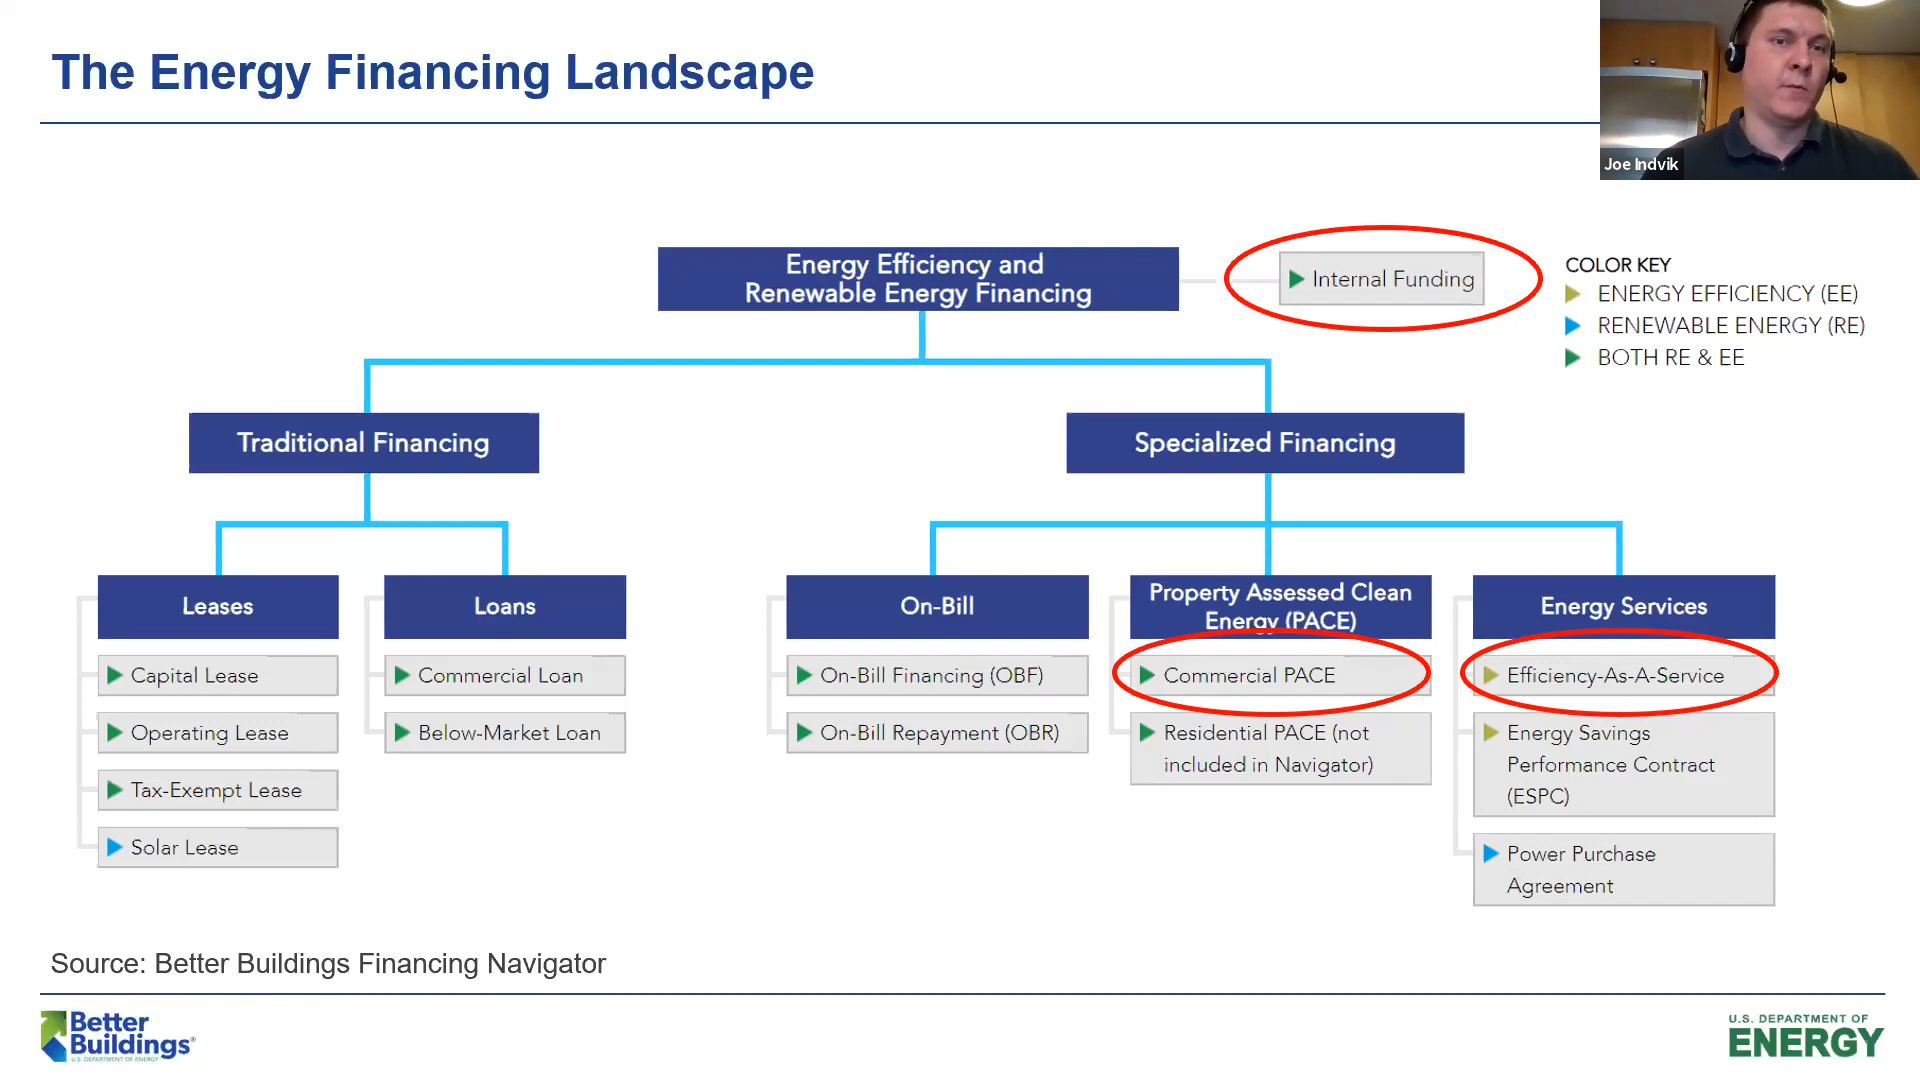 The Energy Financing Landscape
Joe Indvik
Energy Efficiency and
Renewable Energy Financing
Internal Funding
COLOR KEY
ENERGY EFFICIENCY (EE)
RENEWABLE ENERGY (RE)
BOTH RE & EE
Traditional Financing
Specialized Financing
Leases
Capital Lease
Operating Lease
Tax-Exempt Lease
Solar Lease
Loans
Commercial Loan
Below-Market Loan
On-Bill
On-Bill Financing (OBF)
On-Bill Repayment (OBR)
Property Assessed Clean
Energy (PACE)
Commercial PACE
Residential PACE (not
included in Navigator)
Energy Services
Efficiency-As-A-Service
Energy Savings
Performance Contract
(ESPC)
Power Purchase
Agreement
Source: Better Buildings Financing Navigator
Better
Buildings®
U.S. DEPARTMENT OF ENERGY
U.S. DEPARTMENT OF
ENERGY